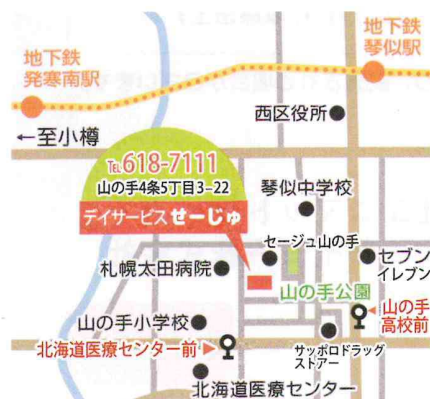 地下鉄
琴似駅
地下鉄
発寒南駅
西区役所
←至小樽
TEL618-7111
山の手4条5丁目3-22
デイサービスせーじゅ
琴似中学校
セージュ山の手
セブン
イレブン
札幌太田病院
山の手公園
山の手
高校前
山の手小学校
北海道医療センター前
サッポロドラッグ
ストアー
北海道医療センター